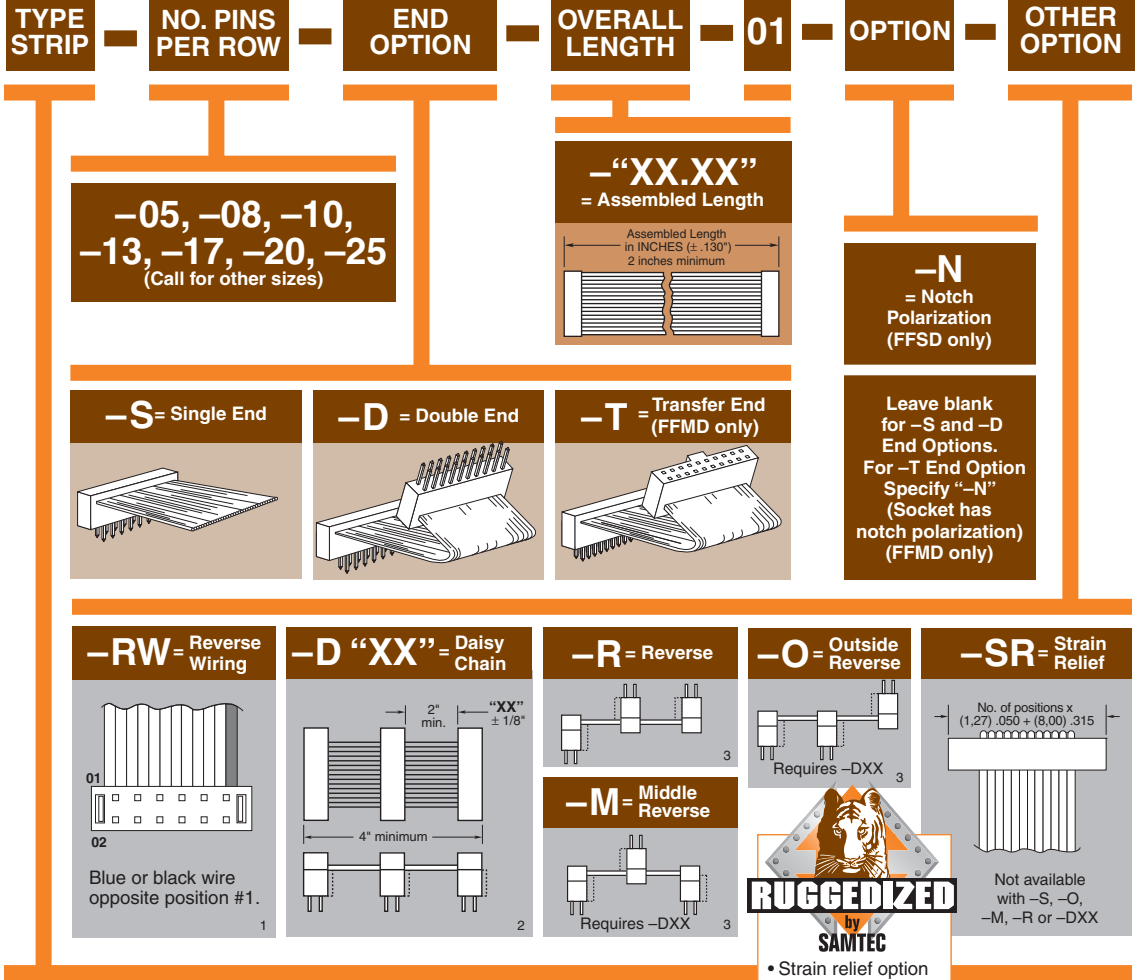 TYPE STRIP – NO. PINS PER ROW – END OPTION – OVERALL LENGTH – 01 – OPTION – OTHER OPTION
–05, –08, –10,
–13, –17, –20, –25
(Call for other sizes)
–“XX.XX”
= Assembled Length
Assembled Length
in INCHES (± .130")
2 inches minimum
–N
= Notch
Polarization
(FFSD only)
Leave blank
for –S and –D
End Options.
For –T End Option
Specify “–N”
(Socket has
notch polarization)
(FFMD only)
–S = Single End
–D = Double End
–T = Transfer End
(FFMD only)
–RW = Reverse
Wiring
01
02
Blue or black wire
opposite position #1.
1
–D “XX” = Daisy
Chain
2"
min.
“XX”
± 1/8"
4" minimum
2
–R = Reverse
3
–M = Middle
Reverse
Requires –DXX
3
–O = Outside
Reverse
Requires –DXX
3
–SR = Strain
Relief
No. of positions x
(1,27) .050 + (8,00) .315
Not available
with –S, –O,
–M, –R or –DXX
RUGGEDIZED
by
SAMTEC
• Strain relief option